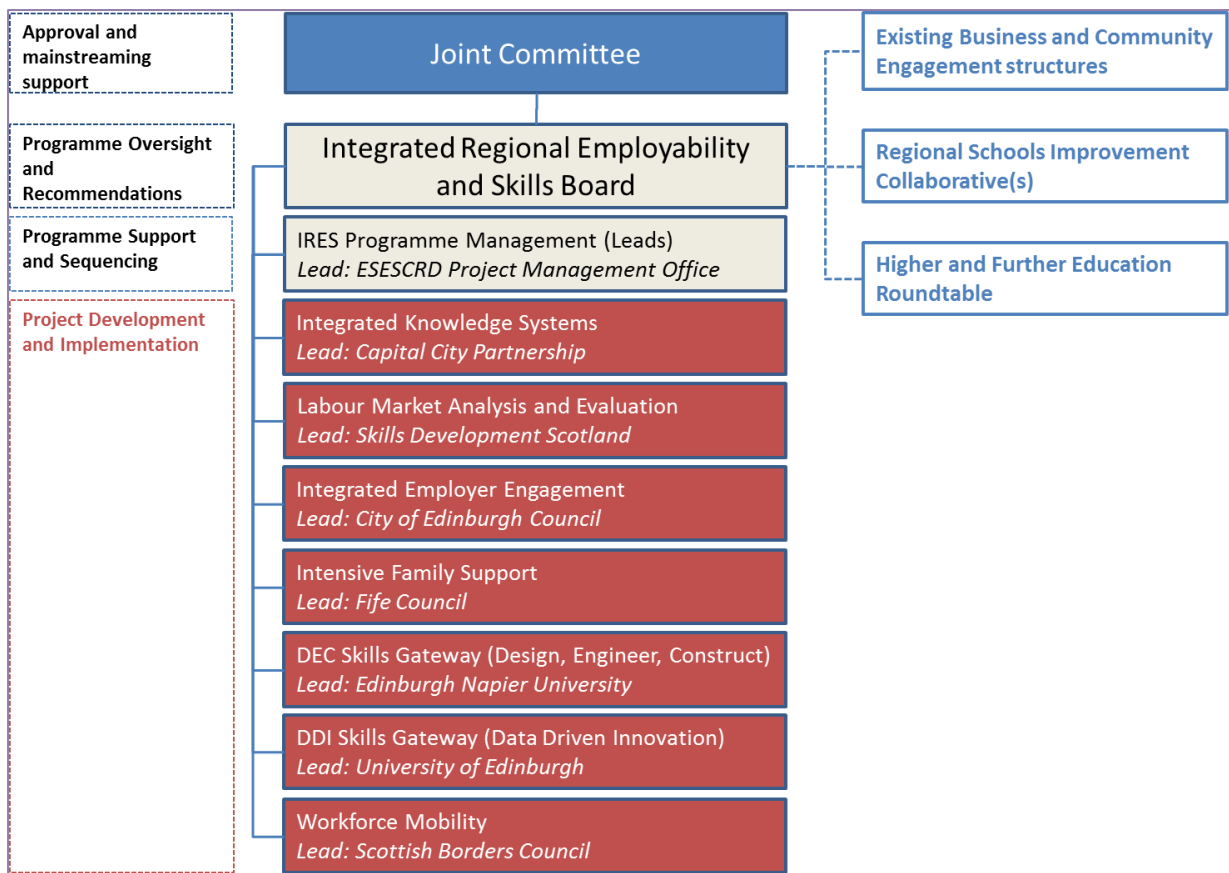 Approval and
mainstreaming
support
Joint Committee
Existing Business and Community
Engagement structures
Programme Oversight
and
Recommendations
Integrated Regional Employability
and Skills Board
Regional Schools Improvement
Collaborative(s)
Programme Support
and Sequencing
IRES Programme Management (Leads)
Lead: ESESCRD Project Management Office
Higher and Further Education
Roundtable
Project Development
and Implementation
Integrated Knowledge Systems
Lead: Capital City Partnership
Labour Market Analysis and Evaluation
Lead: Skills Development Scotland
Integrated Employer Engagement
Lead: City of Edinburgh Council
Intensive Family Support
Lead: Fife Council
DEC Skills Gateway (Design, Engineer, Construct)
Lead: Edinburgh Napier University
DDI Skills Gateway (Data Driven Innovation)
Lead: University of Edinburgh
Workforce Mobility
Lead: Scottish Borders Council